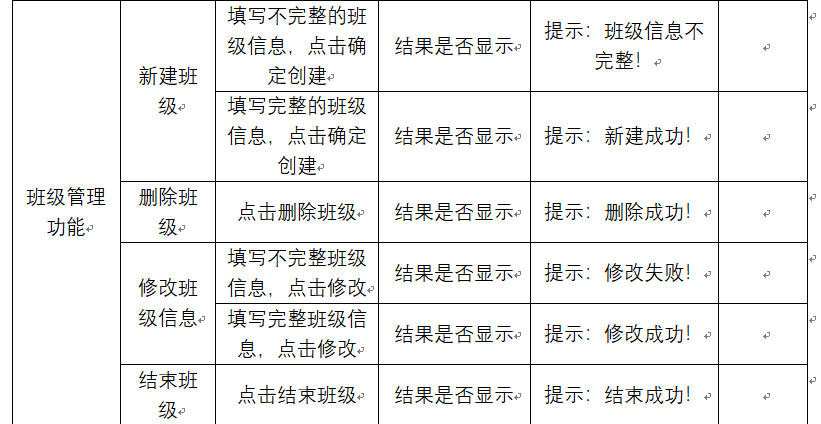 班级管理
功能
新建班
级
填写不完整的班
级信息，点击确
定创建
结果是否显示
提示：班级信息不
完整！
填写完整的班级
信息，点击确定
创建
结果是否显示
提示：新建成功！
删除班
级
点击删除班级
结果是否显示
提示：删除成功！
修改班
级信息
填写不完整班级
信息，点击修改
结果是否显示
提示：修改失败！
填写完整班级信
息，点击修改
结果是否显示
提示：修改成功！
结束班
级
点击结束班级
结果是否显示
提示：结束成功！